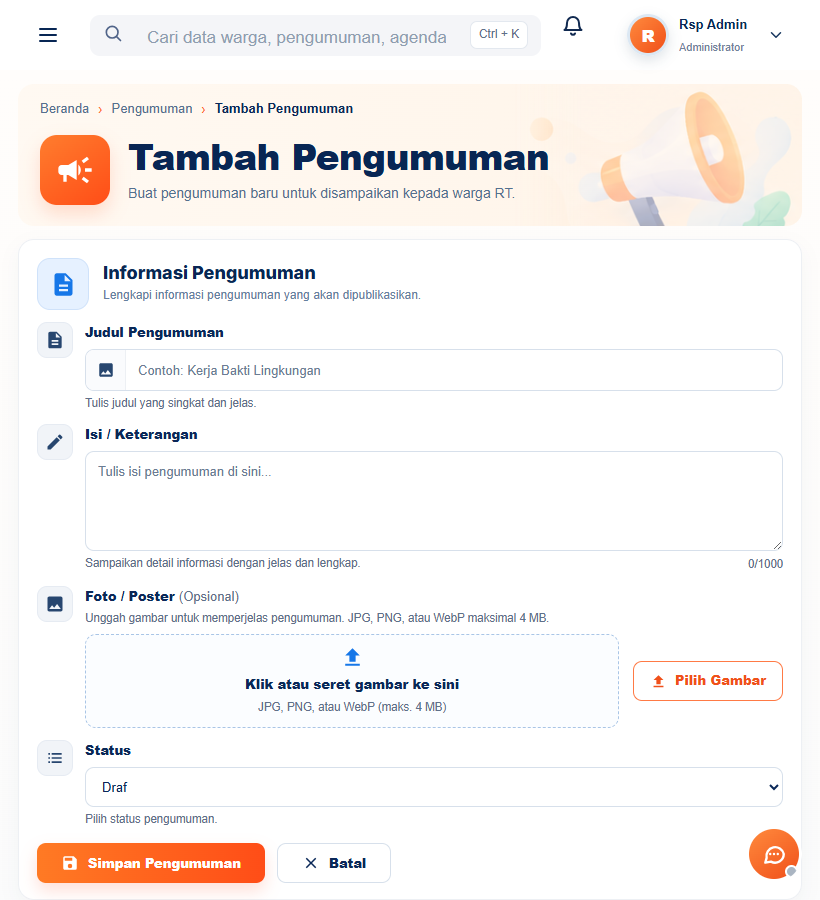 Cari data warga, pengumuman, agenda
Ctrl + K
R
Rsp Admin
Administrator
Beranda › Pengumuman › Tambah Pengumuman
Tambah Pengumuman
Buat pengumuman baru untuk disampaikan kepada warga RT.
Informasi Pengumuman
Lengkapi informasi pengumuman yang akan dipublikasikan.
Judul Pengumuman
Contoh: Kerja Bakti Lingkungan
Tulis judul yang singkat dan jelas.
Isi / Keterangan
Tulis isi pengumuman di sini...
Sampaikan detail informasi dengan jelas dan lengkap.
0/1000
Foto / Poster (Opsional)
Unggah gambar untuk memperjelas pengumuman. JPG, PNG, atau WebP maksimal 4 MB.
Klik atau seret gambar ke sini
JPG, PNG, atau WebP (maks. 4 MB)
Pilih Gambar
Status
Draf
Pilih status pengumuman.
Simpan Pengumuman
Batal